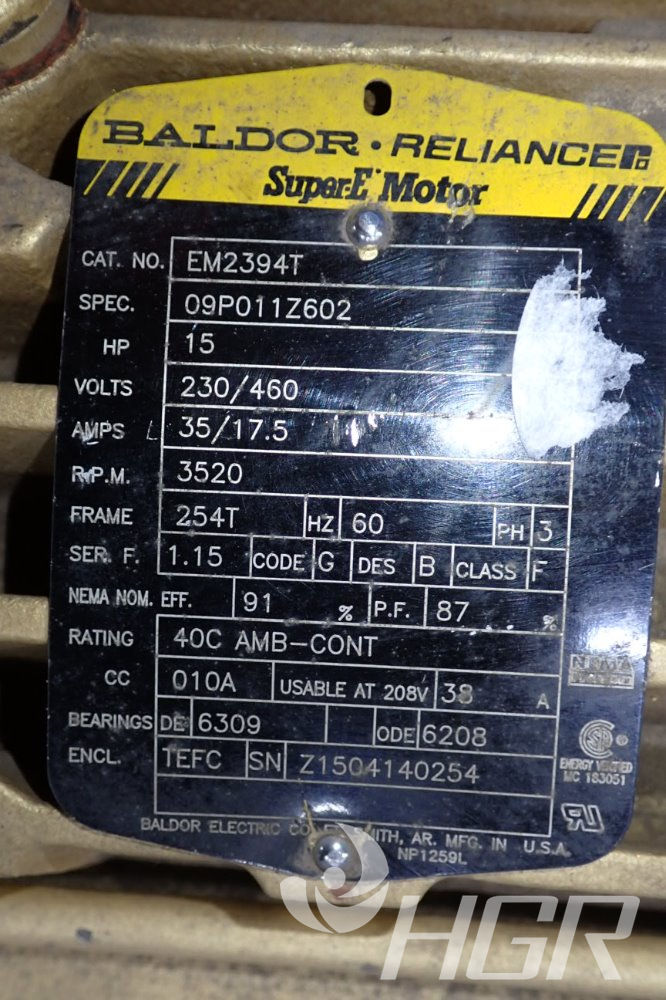 BALDOR • RELIANCE
Super-E Motor
CAT. NO. EM2394T
SPEC. 09P011Z602
HP 15
VOLTS 230/460
AMPS 35/17.5
R.P.M. 3520
FRAME 254T HZ 60 PH 3
SER. F. 1.15 CODE G DES B CLASS F
NEMA NOM. EFF. 91 % P.F. 87 %
RATING 40C AMB-CONT
CC 010A USABLE AT 208V 38 A
BEARINGS DE 6309 ODE 6208
ENCL. TEFC SN Z1504140254
ENERGY VERIFIED
MC 183051
BALDOR ELECTRIC SMITH, AR. MFG. IN U.S.A.
NP1259L
HGR